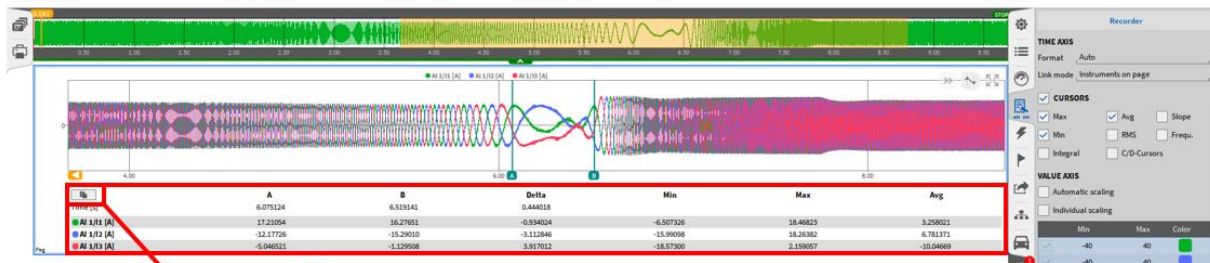 STOP
0.50 1.00 1.50 2.00 2.50 3.00 3.50 4.00 4.50 5.00 5.50 6.00 6.50 7.00 7.50 8.00 8.50 9.00 9.50
AI 1/I1 [A] AI 1/I2 [A] AI 1/I3 [A]
0
4.00 6.00 A B 8.00
A B Delta Min Max Avg
Time [s] 6.075124 6.519141 0.444018
AI 1/I1 [A] 17.21054 16.27651 -0.934024 -6.507326 18.46823 3.258021
AI 1/I2 [A] -12.17726 -15.29010 -3.112846 -15.99098 18.26382 6.781371
AI 1/I3 [A] -5.046521 -1.129508 3.917012 -18.57300 2.159057 -10.04669
Recorder
TIME AXIS
Format Auto
Link mode Instruments on page
CURSORS
Max Avg Slope
Min RMS Frequ.
Integral C/D-Cursors
VALUE AXIS
Automatic scaling
Individual scaling
Min Max Color
-40 40
-40 40
1